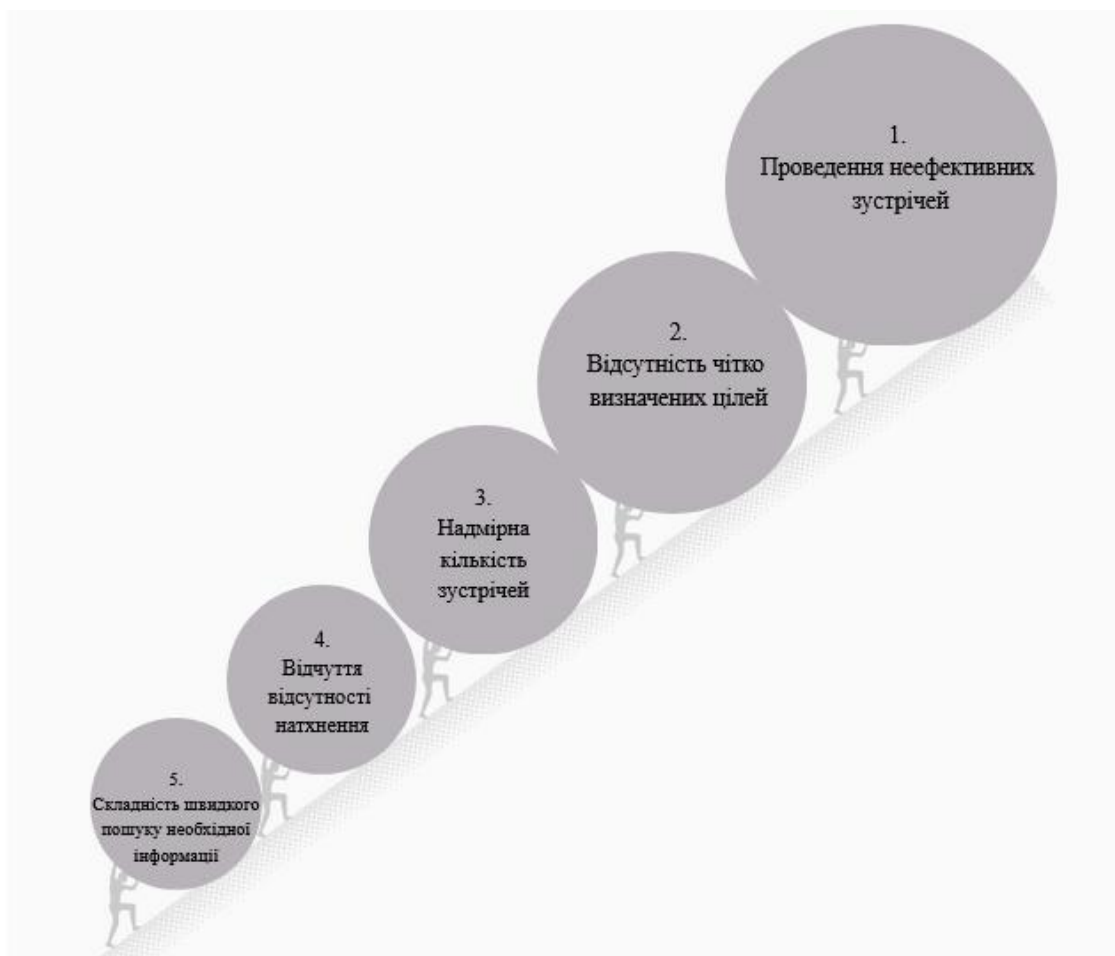 1.
Проведення неефективних
зустрічей
2.
Відсутність чітко
визначених цілей
3.
Надмірна
кількість
зустрічей
4.
Відчуття
відсутності
натхнення
5.
Складність швидкого
пошуку необхідної
інформації